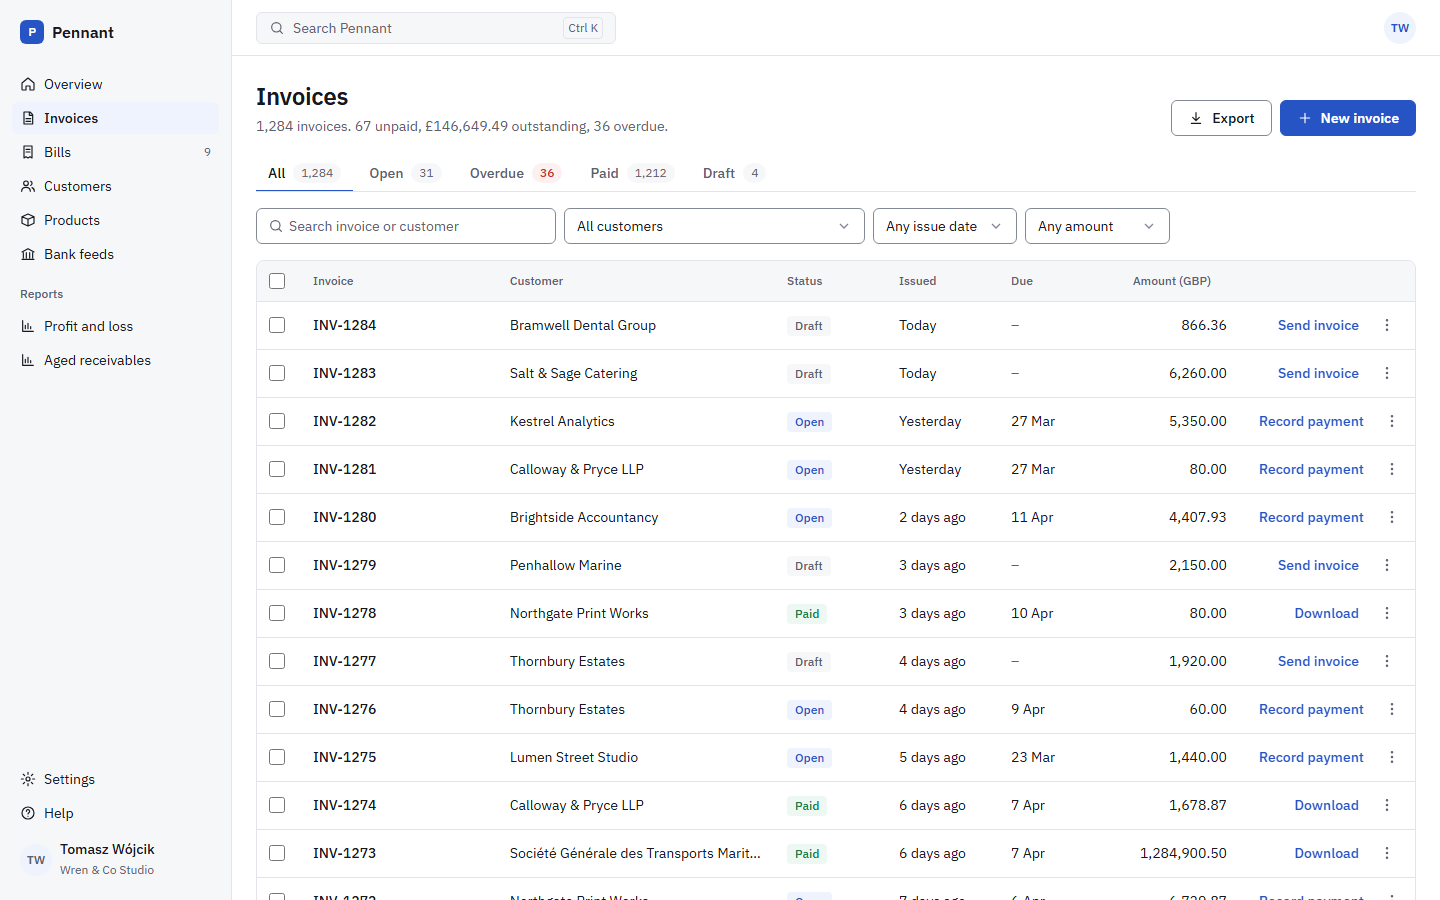 P Pennant
Search Pennant Ctrl K
TW
Overview
Invoices
Bills 9
Customers
Products
Bank feeds
Reports
Profit and loss
Aged receivables
Settings
Help
TW Tomasz Wójcik
Wren & Co Studio
Invoices
1,284 invoices. 67 unpaid, £146,649.49 outstanding, 36 overdue.
Export
New invoice
All 1,284 Open 31 Overdue 36 Paid 1,212 Draft 4
Search invoice or customer All customers Any issue date Any amount
Invoice Customer Status Issued Due Amount (GBP)
INV-1284 Bramwell Dental Group Draft Today – 866.36 Send invoice
INV-1283 Salt & Sage Catering Draft Today – 6,260.00 Send invoice
INV-1282 Kestrel Analytics Open Yesterday 27 Mar 5,350.00 Record payment
INV-1281 Calloway & Pryce LLP Open Yesterday 27 Mar 80.00 Record payment
INV-1280 Brightside Accountancy Open 2 days ago 11 Apr 4,407.93 Record payment
INV-1279 Penhallow Marine Draft 3 days ago – 2,150.00 Send invoice
INV-1278 Northgate Print Works Paid 3 days ago 10 Apr 80.00 Download
INV-1277 Thornbury Estates Draft 4 days ago – 1,920.00 Send invoice
INV-1276 Thornbury Estates Open 4 days ago 9 Apr 60.00 Record payment
INV-1275 Lumen Street Studio Open 5 days ago 23 Mar 1,440.00 Record payment
INV-1274 Calloway & Pryce LLP Paid 6 days ago 7 Apr 1,678.87 Download
INV-1273 Société Générale des Transports Marit... Paid 6 days ago 7 Apr 1,284,900.50 Download
INV-1272 Northgate Print Works Open 7 days ago Apr Record payment